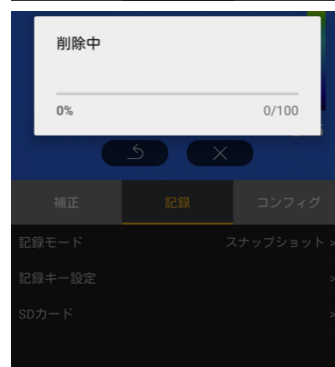 削除中
0% 0/100
補正 記録 コンフィグ
記録モード スナップショット >
記録キー設定 >
SDカード >